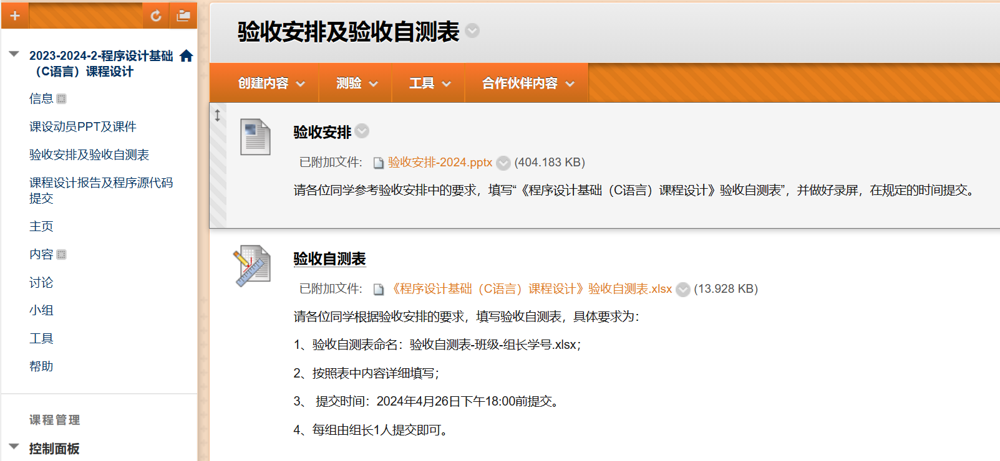 2023-2024-2-程序设计基础
（C语言）课程设计
信息
课设动员PPT及课件
验收安排及验收自测表
课程设计报告及程序源代码
提交
主页
内容
讨论
小组
工具
帮助
课程管理
控制面板
验收安排及验收自测表
创建内容 测验 工具 合作伙伴内容
验收安排
已附加文件: 验收安排-2024.pptx (404.183 KB)
请各位同学参考验收安排中的要求，填写“《程序设计基础（C语言）课程设计》验收自测表”，并做好录屏，在规定的时间提交。
验收自测表
已附加文件: 《程序设计基础（C语言）课程设计》验收自测表.xlsx (13.928 KB)
请各位同学根据验收安排的要求，填写验收自测表，具体要求为：
1、验收自测表命名：验收自测表-班级-组长学号.xlsx；
2、按照表中内容详细填写；
3、 提交时间：2024年4月26日下午18:00前提交。
4、每组由组长1人提交即可。